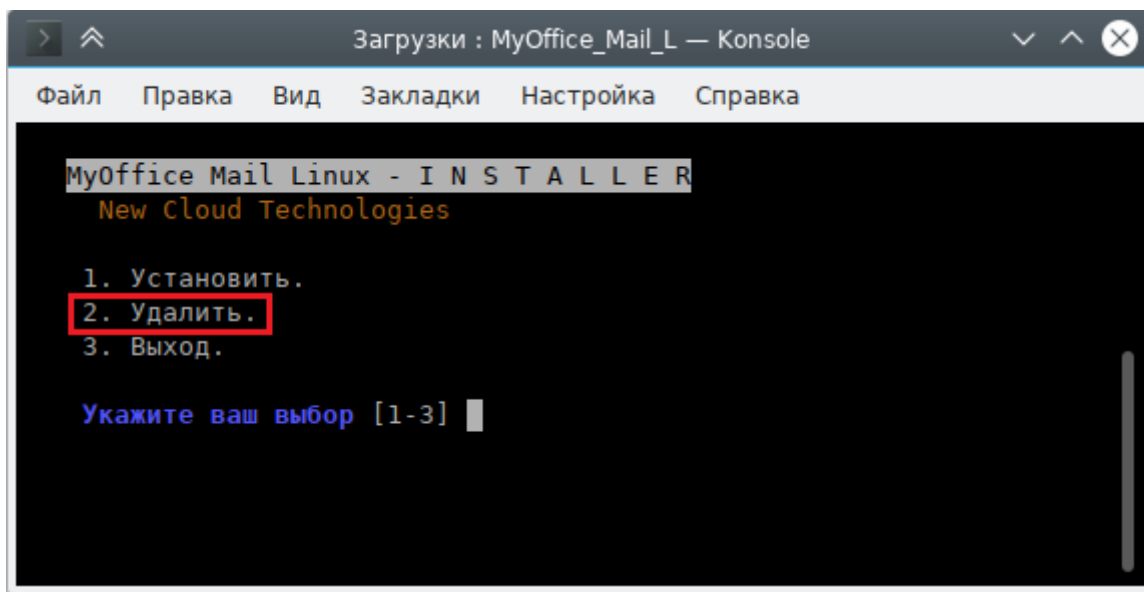 Загрузки : MyOffice_Mail_L — Konsole
Файл Правка Вид Закладки Настройка Справка
MyOffice Mail Linux - I N S T A L L E R
New Cloud Technologies
1. Установить.
2. Удалить.
3. Выход.
Укажите ваш выбор [1-3]